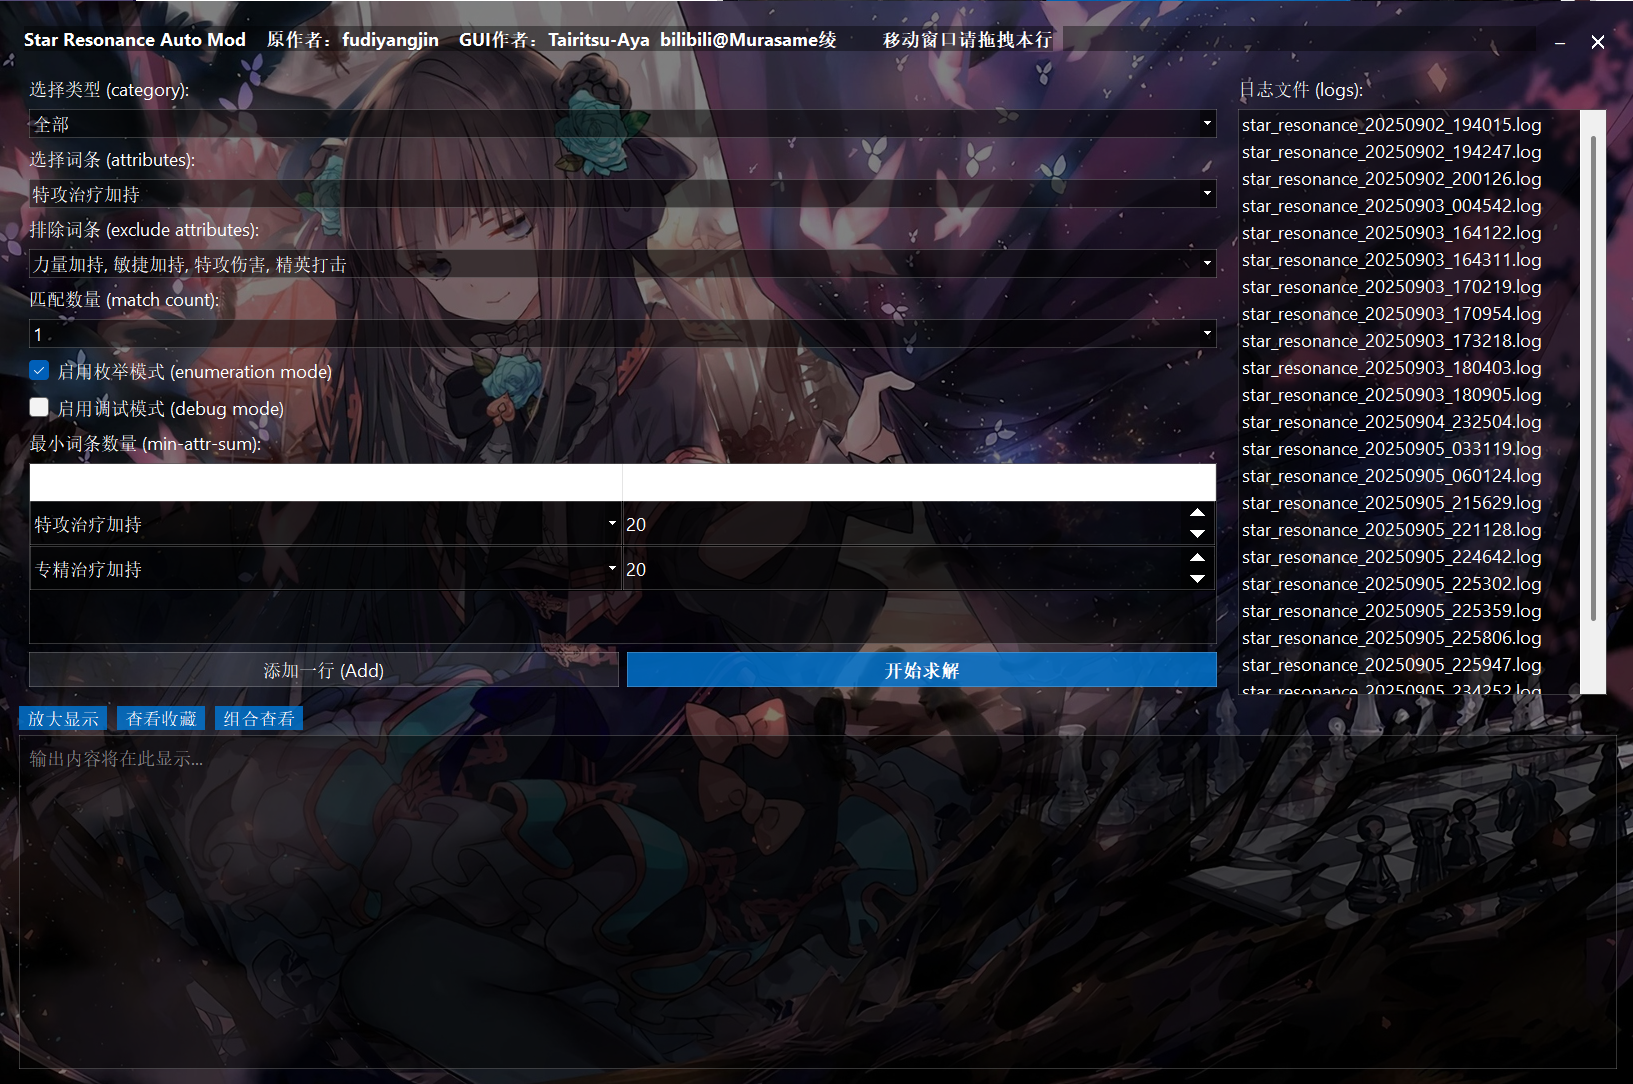 Star Resonance Auto Mod 原作者：fudiyangjin GUI作者：Tairitsu-Aya bilibili@Murasame绫 移动窗口请拖拽本行
选择类型 (category):
全部
选择词条 (attributes):
特攻治疗加持
排除词条 (exclude attributes):
力量加持, 敏捷加持, 特攻伤害, 精英打击
匹配数量 (match count):
1
启用枚举模式 (enumeration mode)
启用调试模式 (debug mode)
最小词条数量 (min-attr-sum):
特攻治疗加持 20
专精治疗加持 20
添加一行 (Add) 开始求解
日志文件 (logs):
star_resonance_20250902_194015.log
star_resonance_20250902_194247.log
star_resonance_20250902_200126.log
star_resonance_20250903_004542.log
star_resonance_20250903_164122.log
star_resonance_20250903_164311.log
star_resonance_20250903_170219.log
star_resonance_20250903_170954.log
star_resonance_20250903_173218.log
star_resonance_20250903_180403.log
star_resonance_20250903_180905.log
star_resonance_20250904_232504.log
star_resonance_20250905_033119.log
star_resonance_20250905_060124.log
star_resonance_20250905_215629.log
star_resonance_20250905_221128.log
star_resonance_20250905_224642.log
star_resonance_20250905_225302.log
star_resonance_20250905_225359.log
star_resonance_20250905_225806.log
star_resonance_20250905_225947.log
star_resonance_20250905_234252.log
放大显示 查看收藏 组合查看
输出内容将在此显示...